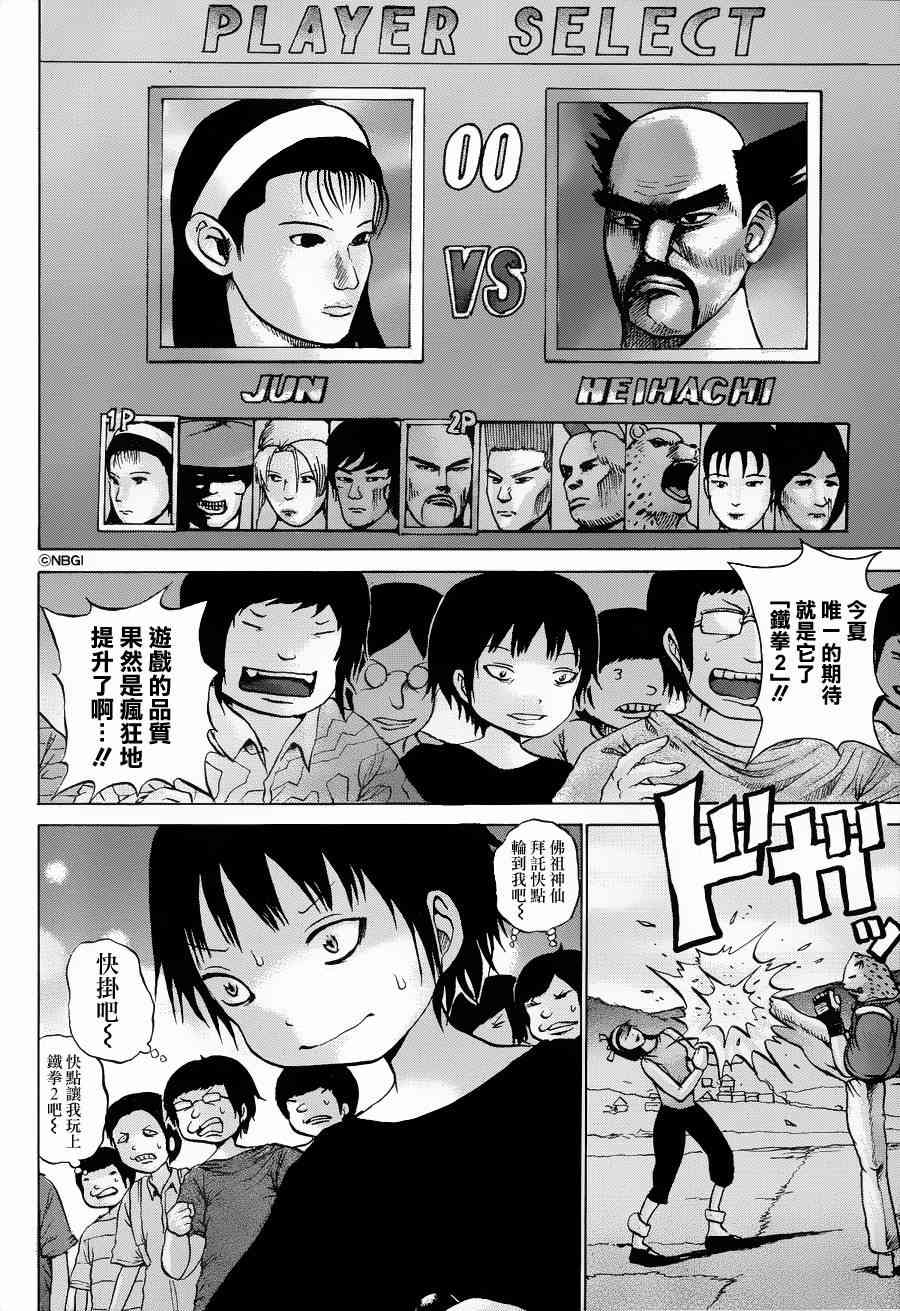 PLAYER SELECT
00
VS
JUN
HEIHACHI
1P
2P
©NBGI
今夏
唯一的期待
就是它了
「鐵拳2」!!
遊戲的品質
果然是瘋狂地
提升了啊…!!
ドガッ
佛祖神仙
拜託快點
輪到我吧~
快掛吧~
快點讓我玩上
鐵拳2吧~